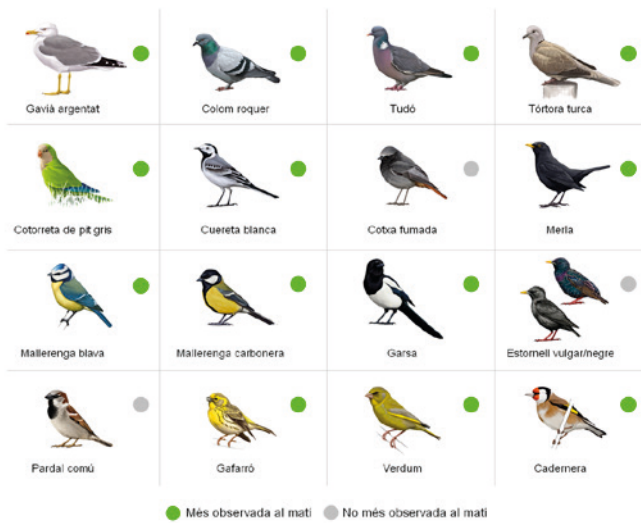 Gavià argentat
Colom roquer
Tudó
Tórtora turca
Cotorreta de pit gris
Cuereta blanca
Cotxa fumada
Merla
Mallerenga blava
Mallerenga carbonera
Garsa
Estornell vulgar/negre
Pardal comú
Gafarró
Verdum
Cadernera
Més observada al matí
No més observada al matí